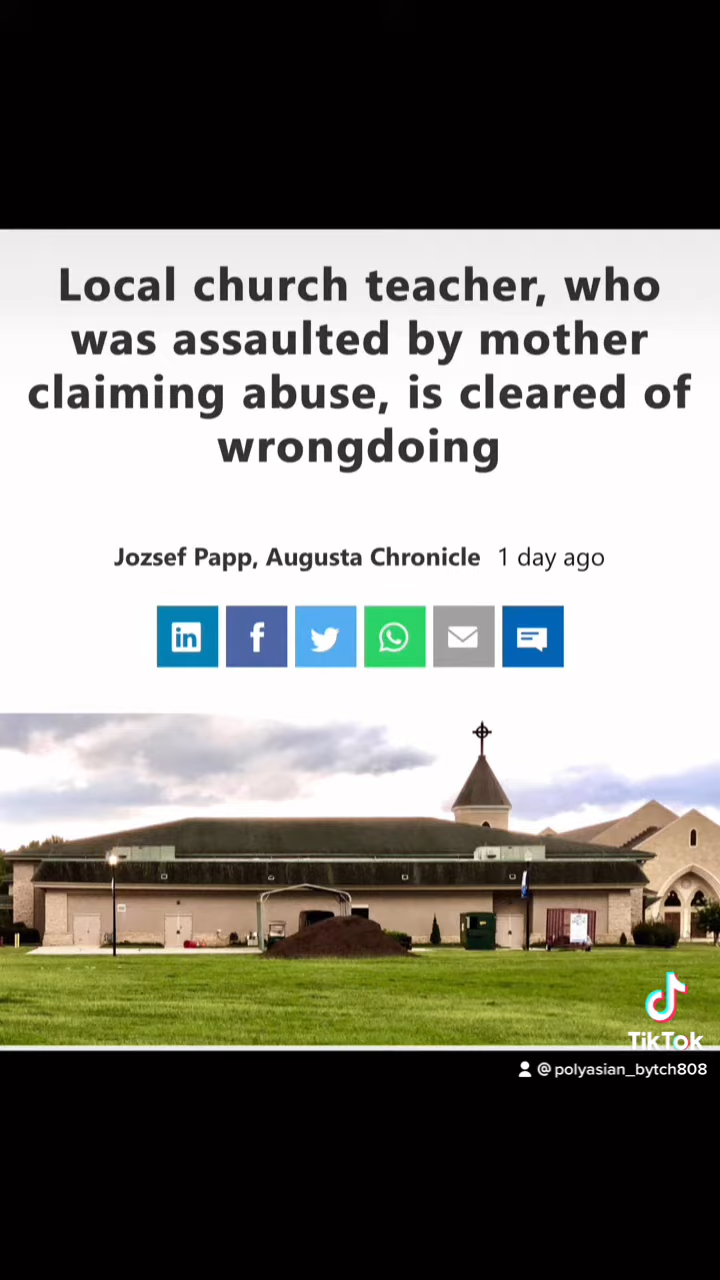 Local church teacher, who
was assaulted by mother
claiming abuse, is cleared of
wrongdoing
Jozsef Papp, Augusta Chronicle 1 day ago
in
f
TikTok
@polyasian_bytch808